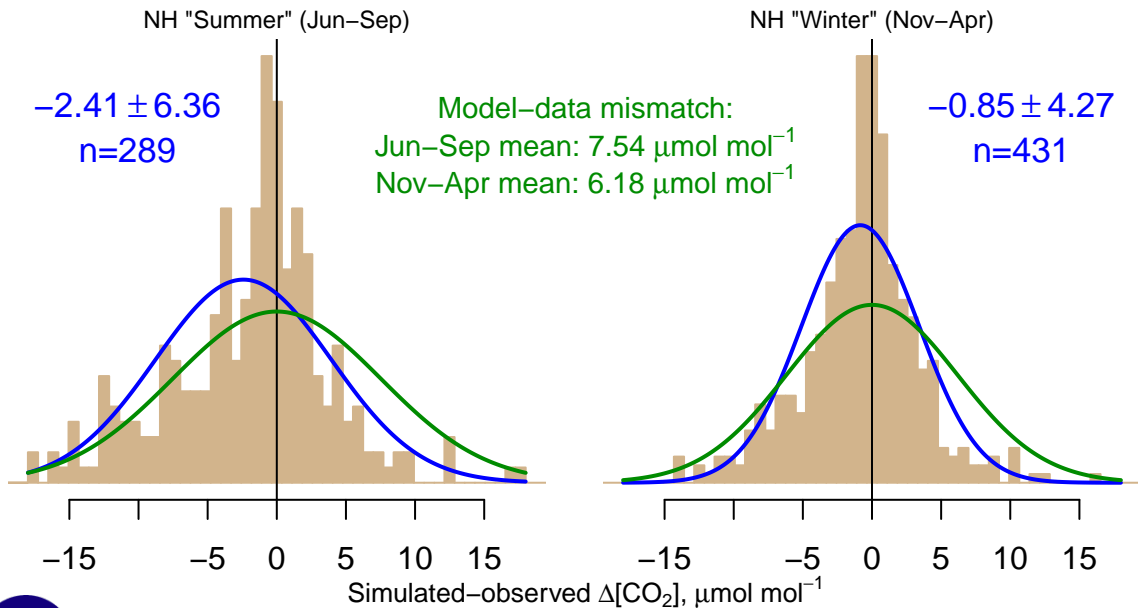 NH "Summer" (Jun−Sep)
−2.41 ± 6.36
n=289
Model−data mismatch:
Jun−Sep mean: 7.54 μmol mol⁻¹
Nov−Apr mean: 6.18 μmol mol⁻¹
NH "Winter" (Nov−Apr)
−0.85 ± 4.27
n=431
−15 −5 0 5 10 15
−15 −5 0 5 10 15
Simulated−observed Δ[CO₂], μmol mol⁻¹